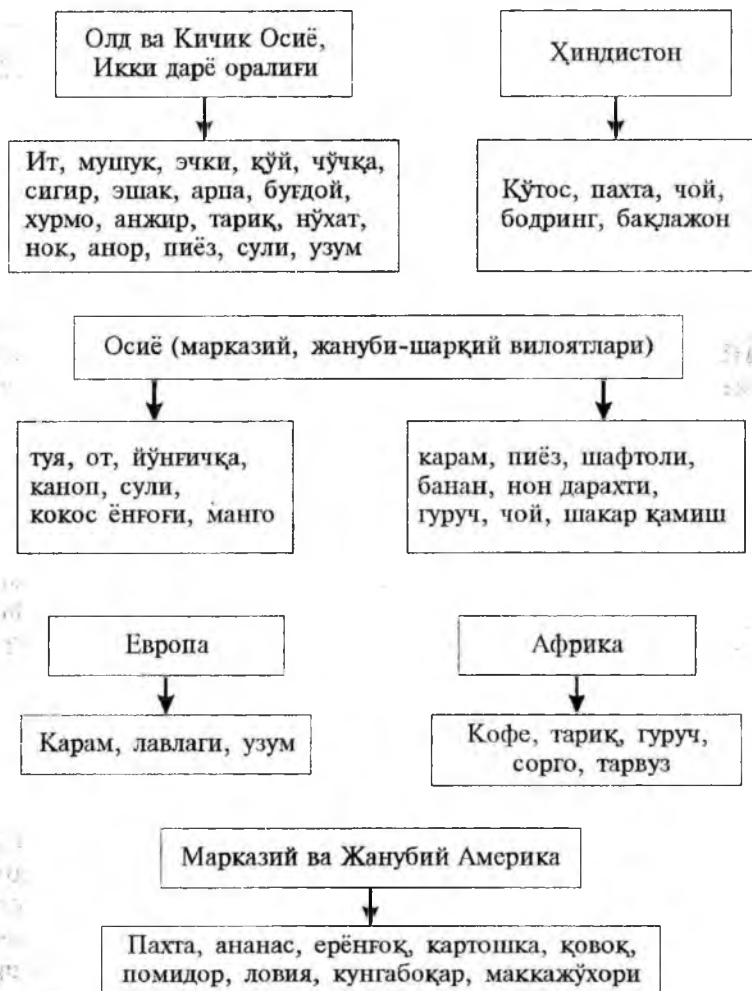 Олд ва Кичик Осиё,
Икки дарё оралиғи
Ҳиндистон
Ит, мушук, эчки, қўй, чўчқа,
сигир, эшак, арпа, буғдой,
хурмо, анжир, тариқ, нўхат,
нок, анор, пиёз, сули, узум
Қўтос, пахта, чой,
бодринг, бақлажон
Осиё (марказий, жануби-шарқий вилоятлари)
туя, от, йўнғичқа,
каноп, сули,
кокос ёнғоғи, манго
карам, пиёз, шафтоли,
банан, нон дарахти,
гуруч, чой, шакар қамиш
Европа
Африка
Карам, лавлаги, узум
Кофе, тариқ, гуруч,
сорго, тарвуз
Марказий ва Жанубий Америка
Пахта, ананас, ерёнғоқ, картошка, қовоқ,
помидор, ловия, кунгабоқар, маккажўхори